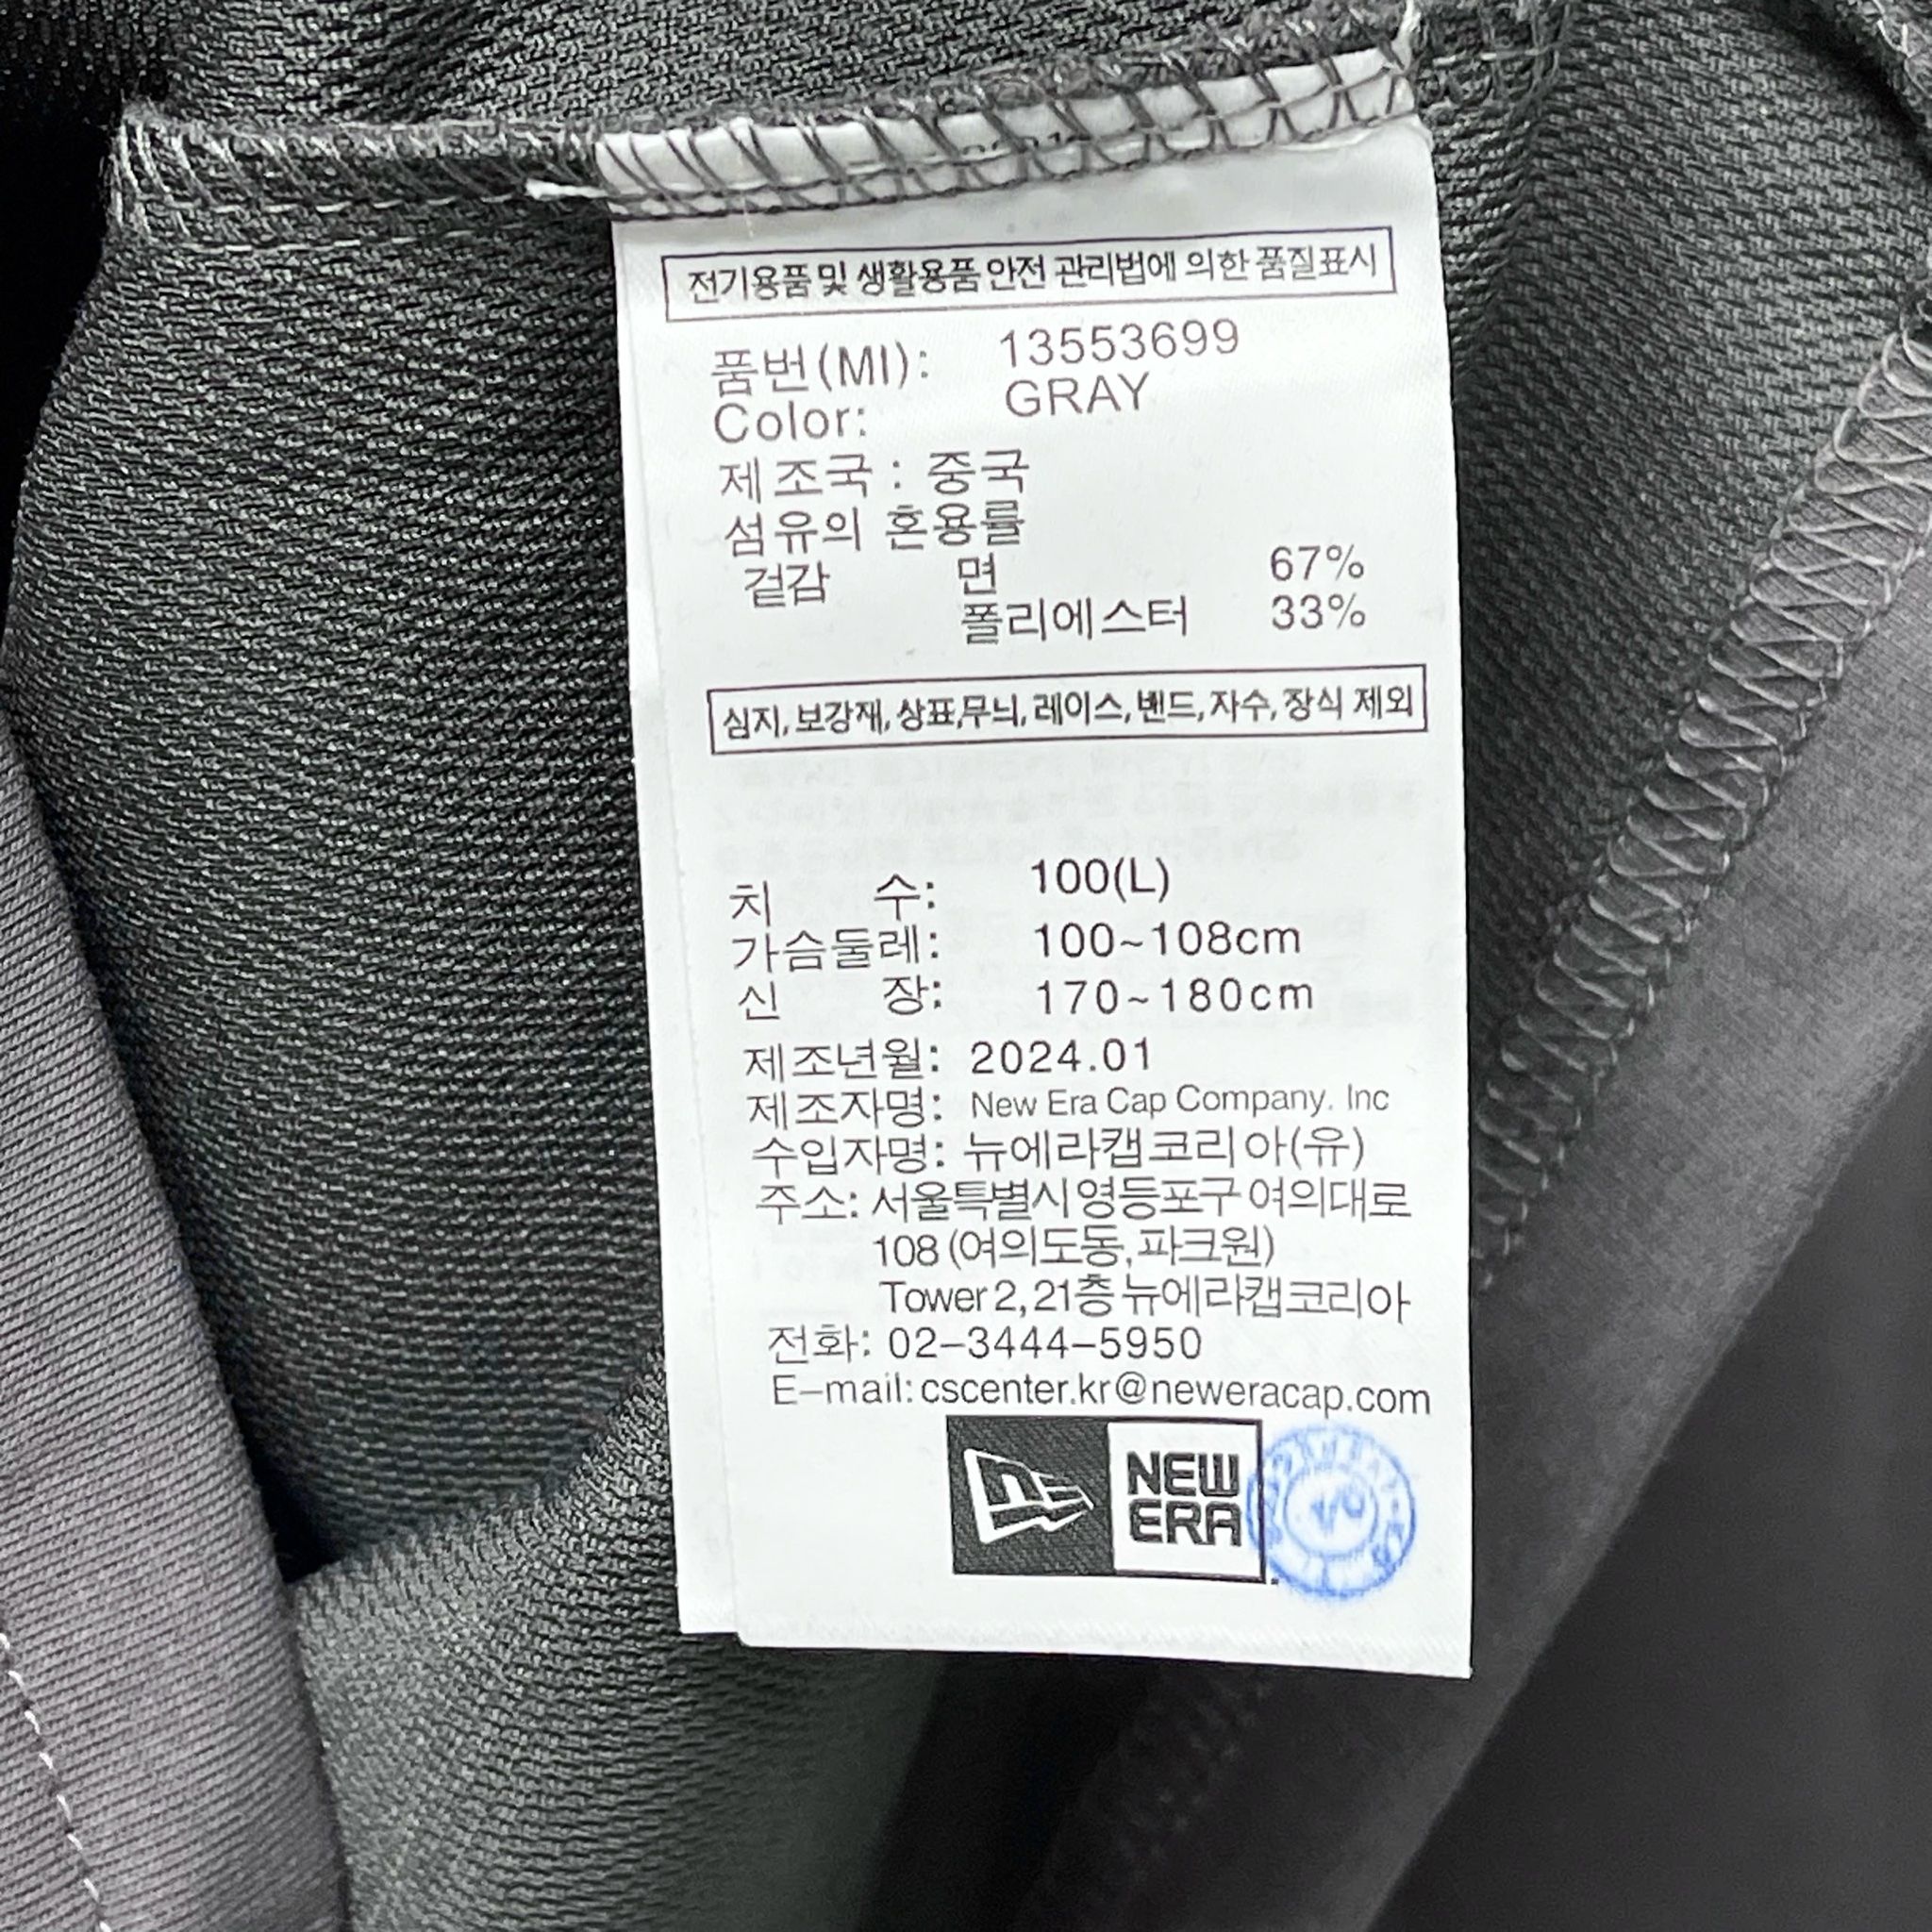 전기용품 및 생활용품 안전 관리법에 의한 품질표시
품번(MI): 13553699
Color: GRAY
제조국 : 중국
섬유의 혼용률
겉감 면 67%
폴리에스터 33%
심지, 보강재, 상표,무늬, 레이스, 밴드, 자수, 장식 제외
치 수: 100(L)
가슴둘레: 100~108cm
신 장: 170~180cm
제조년월: 2024.01
제조자명: New Era Cap Company. Inc
수입자명: 뉴에라캡코리아(유)
주소: 서울특별시 영등포구 여의대로
108 (여의도동, 파크원)
Tower 2, 21층 뉴에라캡코리아
전화: 02-3444-5950
E-mail: cscenter.kr@neweracap.com
NEW
ERA